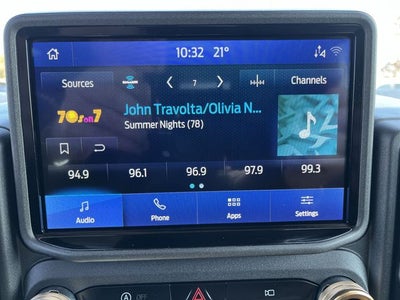 10:32 21°
Sources
7
Channels
70s on 7
John Travolta/Olivia N...
Summer Nights (78)
94.9 96.1 96.9 97.9 99.3
Audio Phone Apps Settings
A OFF